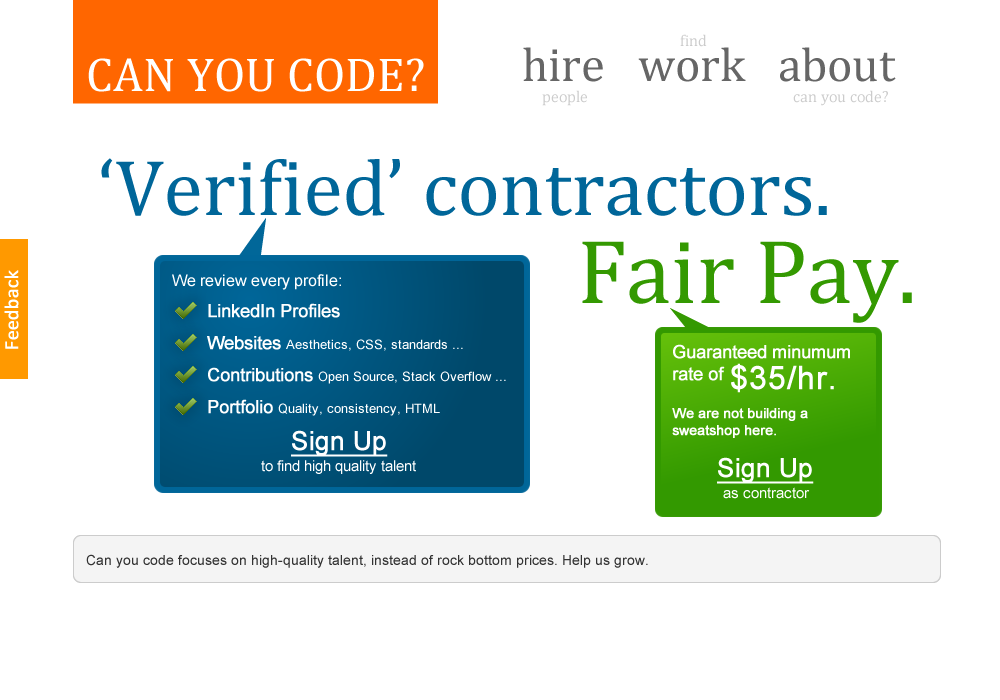 CAN YOU CODE?
hire
people
find
work
about
can you code?
‘Verified’ contractors.
Fair Pay.
Feedback
We review every profile:
LinkedIn Profiles
Websites Aesthetics, CSS, standards ...
Contributions Open Source, Stack Overflow ...
Portfolio Quality, consistency, HTML
Sign Up
to find high quality talent
Guaranteed minumum
rate of $35/hr.
We are not building a
sweatshop here.
Sign Up
as contractor
Can you code focuses on high-quality talent, instead of rock bottom prices. Help us grow.